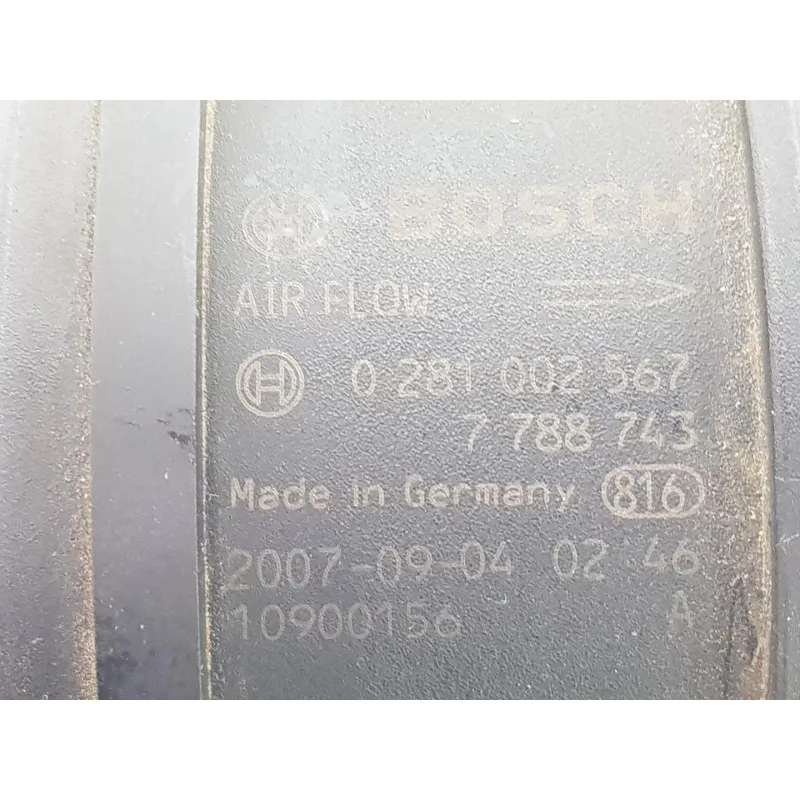 BOSCH
AIR FLOW
0 281 002 567
7 788 743
Made in Germany 816
2007-09-04 02 46
10900156 A